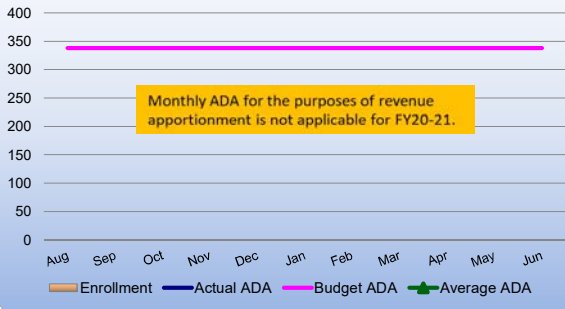 400
350
300
250
200
150
100
50
0
Monthly ADA for the purposes of revenue
apportionment is not applicable for FY20-21.
Aug Sep Oct Nov Dec Jan Feb Mar Apr May Jun
Enrollment Actual ADA Budget ADA Average ADA